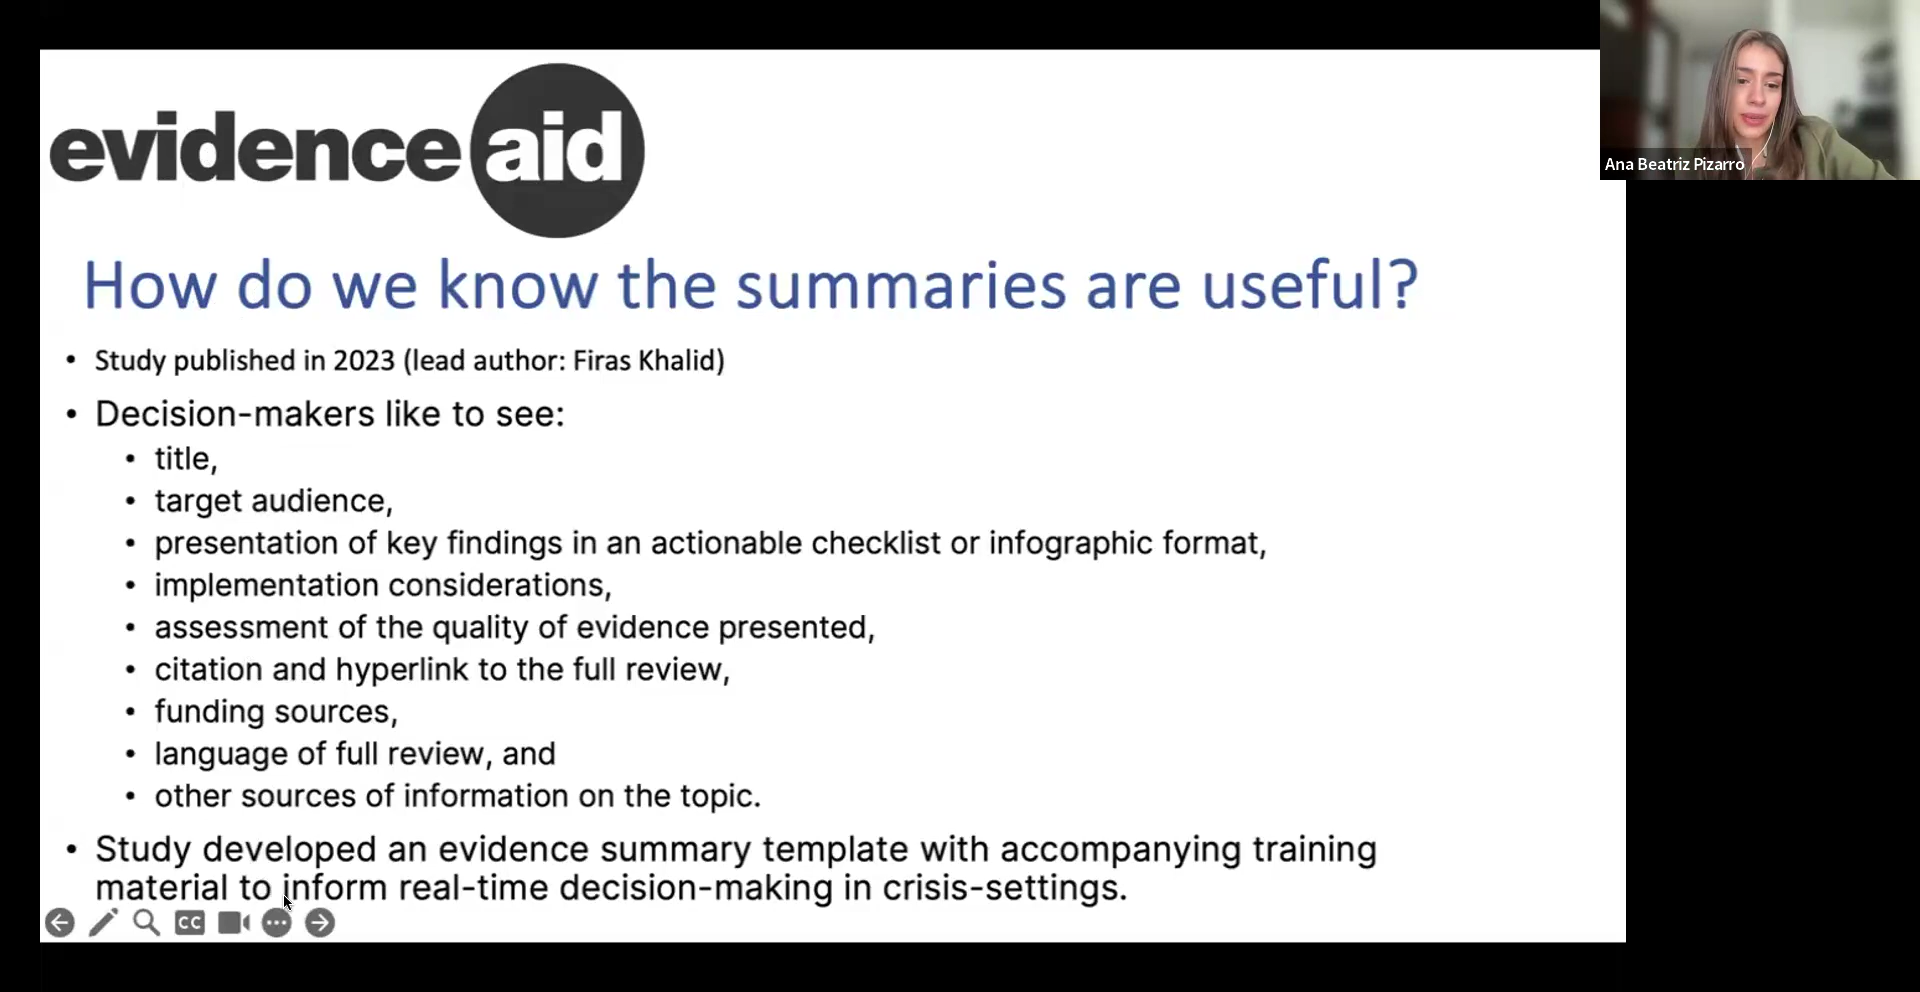 evidence aid
Ana Beatriz Pizarro
How do we know the summaries are useful?
• Study published in 2023 (lead author: Firas Khalid)
• Decision-makers like to see:
• title,
• target audience,
• presentation of key findings in an actionable checklist or infographic format,
• implementation considerations,
• assessment of the quality of evidence presented,
• citation and hyperlink to the full review,
• funding sources,
• language of full review, and
• other sources of information on the topic.
• Study developed an evidence summary template with accompanying training
material to inform real-time decision-making in crisis-settings.
CC